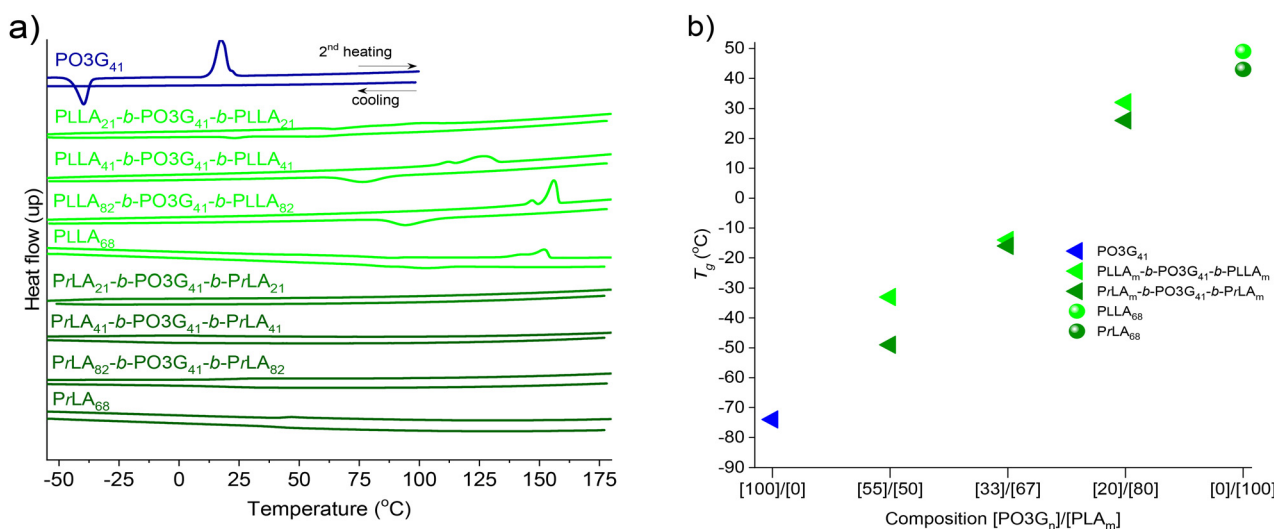 a)
PO3G41
2nd heating
cooling
PLLA21-b-PO3G41-b-PLLA21
PLLA41-b-PO3G41-b-PLLA41
PLLA82-b-PO3G41-b-PLLA82
PLLA68
PrLA21-b-PO3G41-b-PrLA21
PrLA41-b-PO3G41-b-PrLA41
PrLA82-b-PO3G41-b-PrLA82
PrLA68
Heat flow (up)
-50 -25 0 25 50 75 100 125 150 175
Temperature (°C)
b)
50
40
30
20
10
0
-10
-20
-30
-40
-50
-60
-70
-80
-90
Tg (°C)
PO3G41
PLLAm-b-PO3G41-b-PLLAm
PrLAm-b-PO3G41-b-PrLAm
PLLA68
PrLA68
[100]/[0] [55]/[50] [33]/[67] [20]/[80] [0]/[100]
Composition [PO3Gn]/[PLAm]